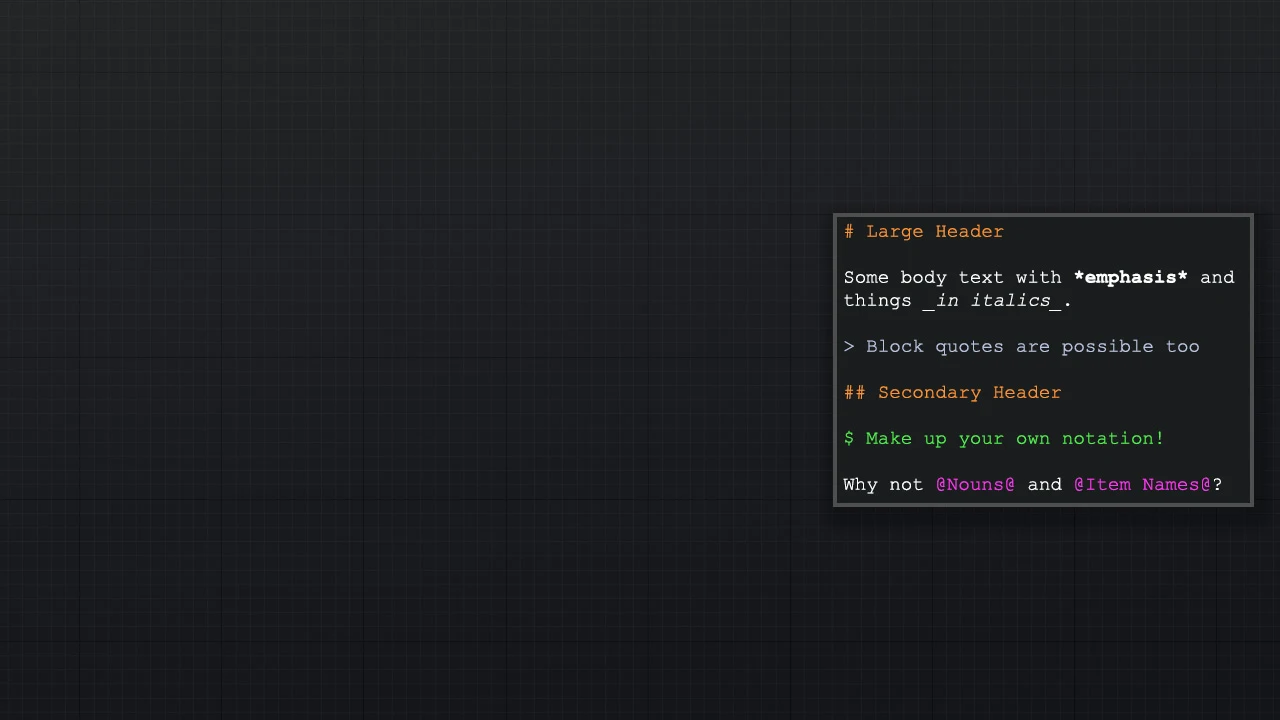 # Large Header
Some body text with *emphasis* and
things _in italics_.
> Block quotes are possible too
## Secondary Header
$ Make up your own notation!
Why not @Nouns@ and @Item Names@?